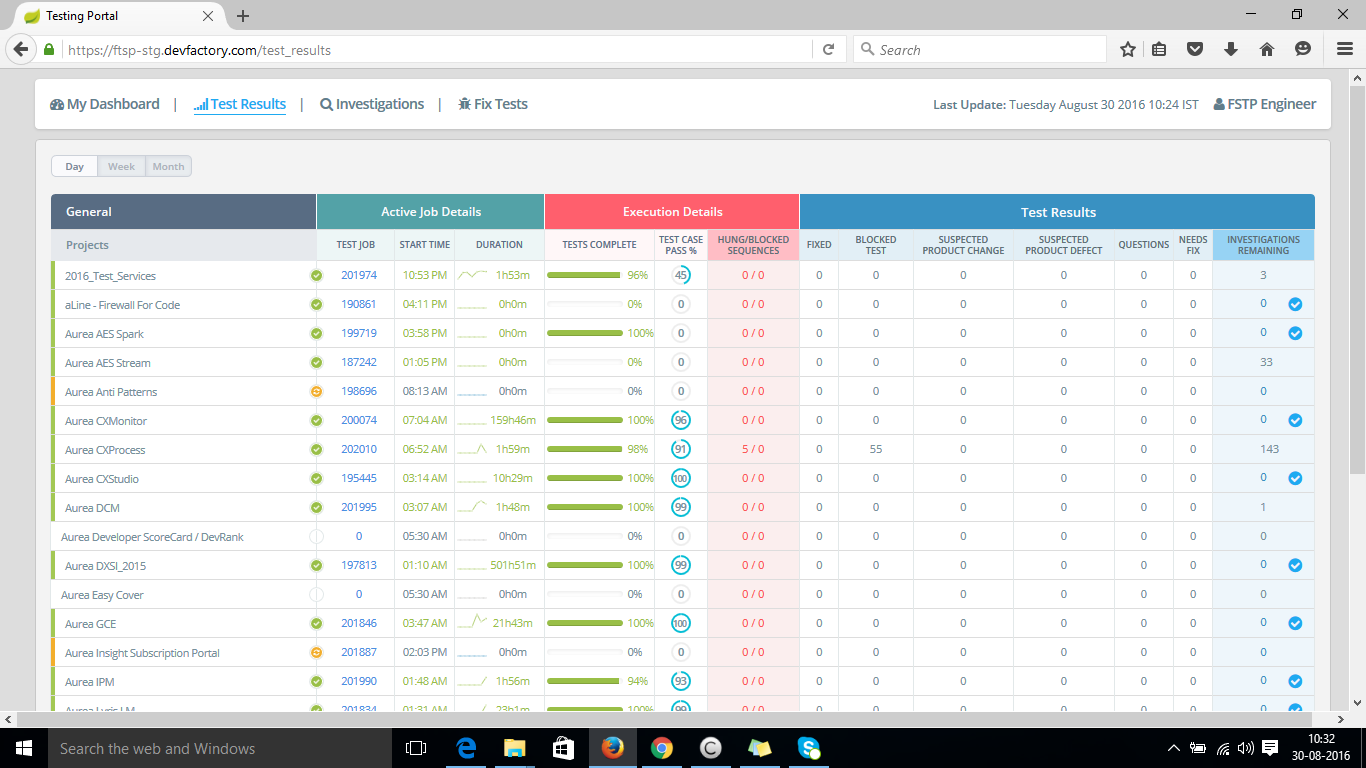 Testing Portal
https://ftsp-stg.devfactory.com/test_results
Search
My Dashboard | Test Results | Investigations | Fix Tests
Last Update: Tuesday August 30 2016 10:24 IST FSTP Engineer
Day Week Month
General Active Job Details Execution Details Test Results
Projects TEST JOB START TIME DURATION TESTS COMPLETE TEST CASE PASS % HUNG/BLOCKED SEQUENCES FIXED BLOCKED TEST SUSPECTED PRODUCT CHANGE SUSPECTED PRODUCT DEFECT QUESTIONS NEEDS FIX INVESTIGATIONS REMAINING
2016_Test_Services 201974 10:53 PM 1h53m 96% 45 0 / 0 0 0 0 0 0 0 3
aLine - Firewall For Code 190861 04:11 PM 0h0m 0% 0 0 / 0 0 0 0 0 0 0 0
Aurea AES Spark 199719 03:58 PM 0h0m 100% 0 0 / 0 0 0 0 0 0 0 0
Aurea AES Stream 187242 01:05 PM 0h0m 0% 0 0 / 0 0 0 0 0 0 0 33
Aurea Anti Patterns 198696 08:13 AM 0h0m 0% 0 0 / 0 0 0 0 0 0 0 0
Aurea CXMonitor 200074 07:04 AM 159h46m 100% 96 0 / 0 0 0 0 0 0 0 0
Aurea CXProcess 202010 06:52 AM 1h59m 98% 91 5 / 0 0 55 0 0 0 0 143
Aurea CXStudio 195445 03:14 AM 10h29m 100% 100 0 / 0 0 0 0 0 0 0 0
Aurea DCM 201995 03:07 AM 1h48m 100% 99 0 / 0 0 0 0 0 0 0 1
Aurea Developer ScoreCard / DevRank 0 05:30 AM 0h0m 0% 0 0 / 0 0 0 0 0 0 0 0
Aurea DXSI_2015 197813 01:10 AM 501h51m 100% 99 0 / 0 0 0 0 0 0 0 0
Aurea Easy Cover 0 05:30 AM 0h0m 0% 0 0 / 0 0 0 0 0 0 0 0
Aurea GCE 201846 03:47 AM 21h43m 100% 100 0 / 0 0 0 0 0 0 0 0
Aurea Insight Subscription Portal 201887 02:03 PM 0h0m 0% 0 0 / 0 0 0 0 0 0 0 0
Aurea IPM 201990 01:48 AM 1h56m 94% 93 0 / 0 0 0 0 0 0 0 0
Aurea Lyris LM 201834 01:31 AM 23h1m 100% 99 0 / 0 0 0 0 0 0 0 0
Search the web and Windows
10:32
30-08-2016